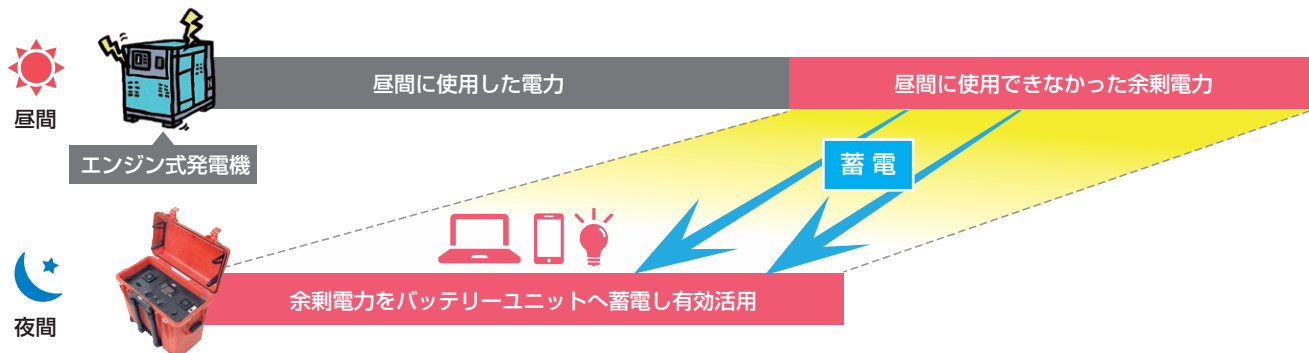 昼間に使用した電力
昼間に使用できなかった余剰電力
昼間
エンジン式発電機
蓄電
余剰電力をバッテリーユニットへ蓄電し有効活用
夜間